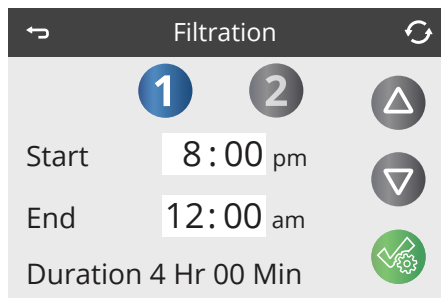 Filtration
1 2
Start 8:00 pm
End 12:00 am
Duration 4 Hr 00 Min